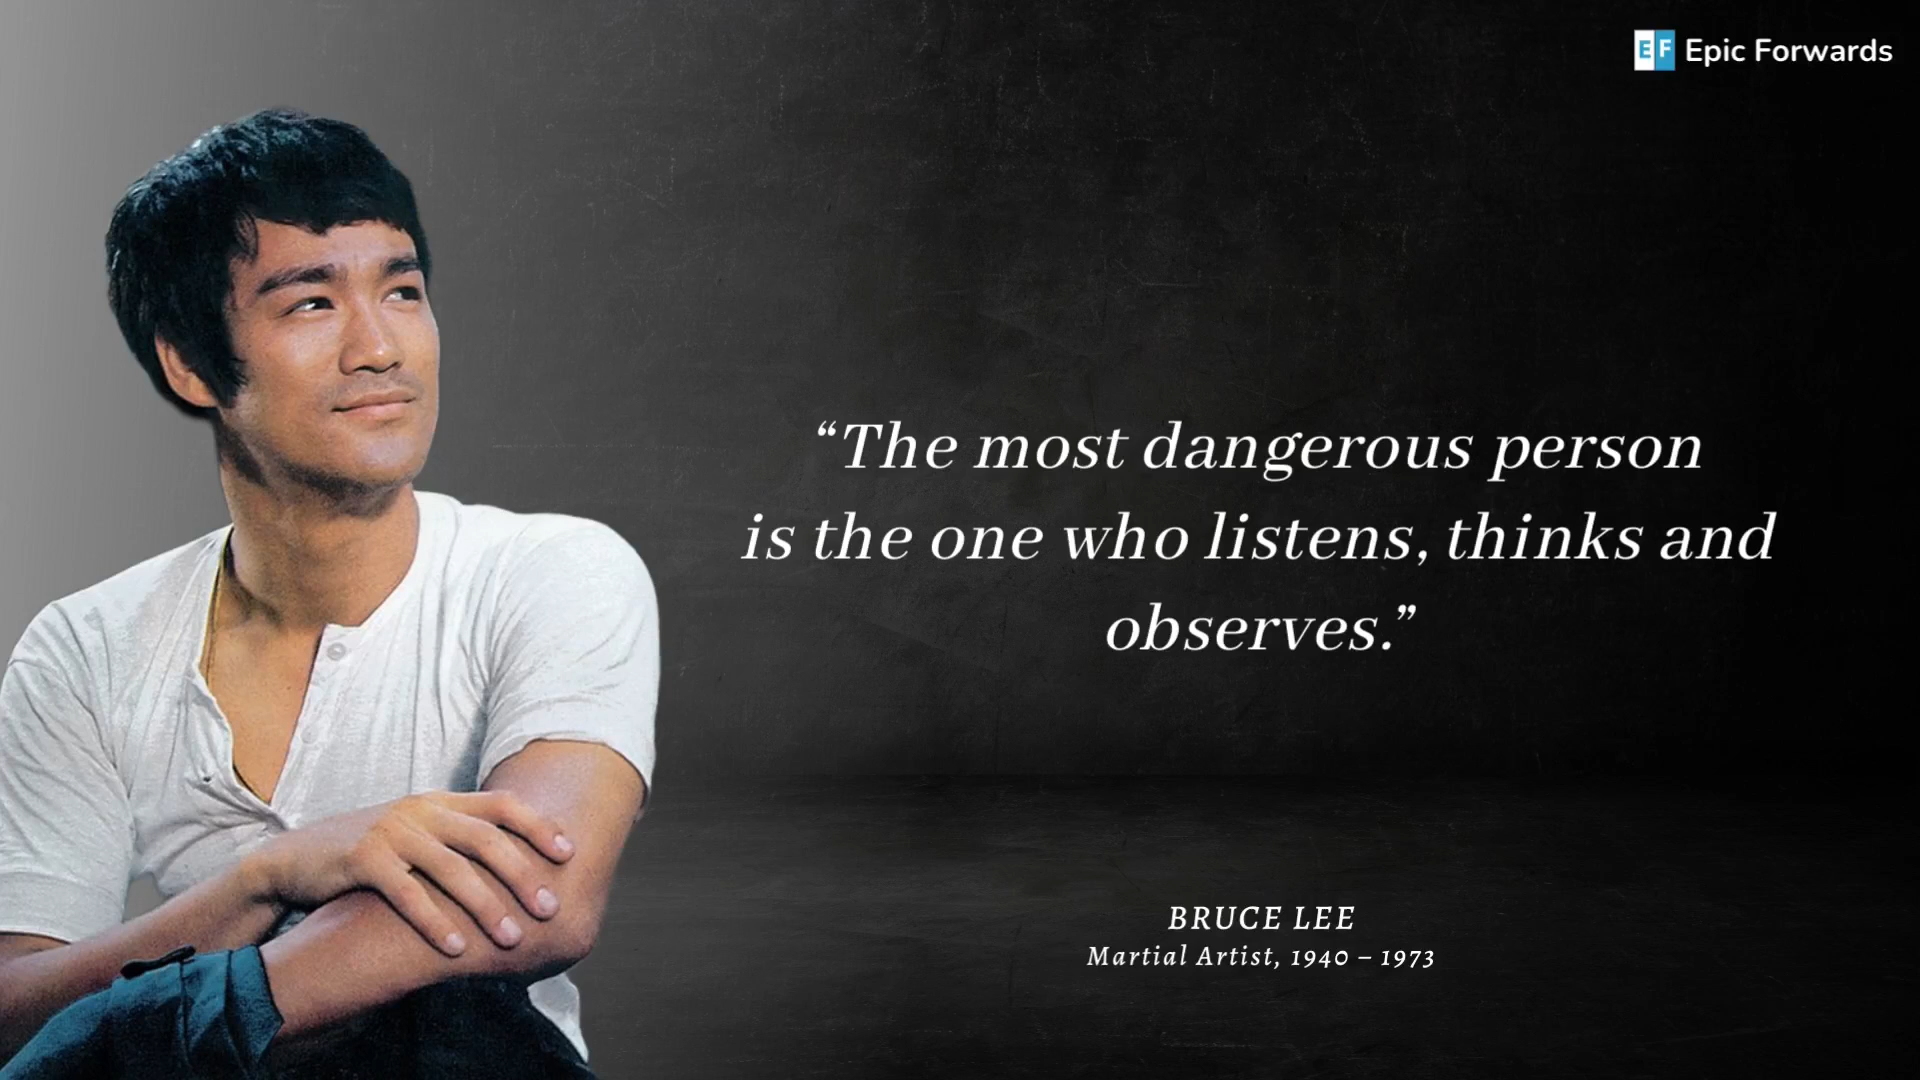 EF Epic Forwards
“The most dangerous person
is the one who listens, thinks and
observes.”
BRUCE LEE
Martial Artist, 1940 – 1973